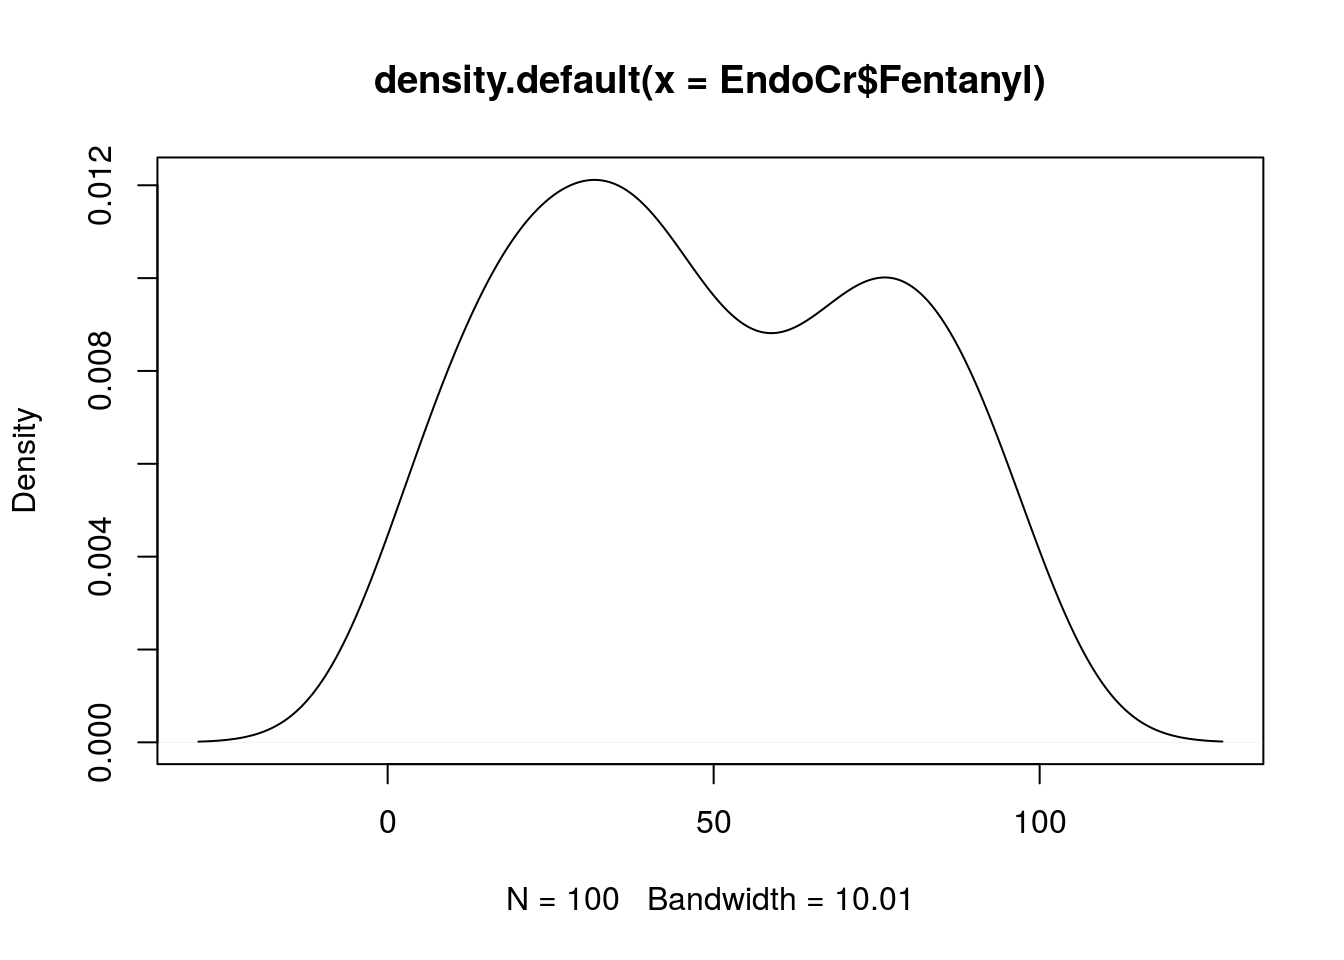 density.default(x = EndoCr$Fentanyl)
Density
0.012
0.008
0.004
0.000
0 50 100
N = 100 Bandwidth = 10.01